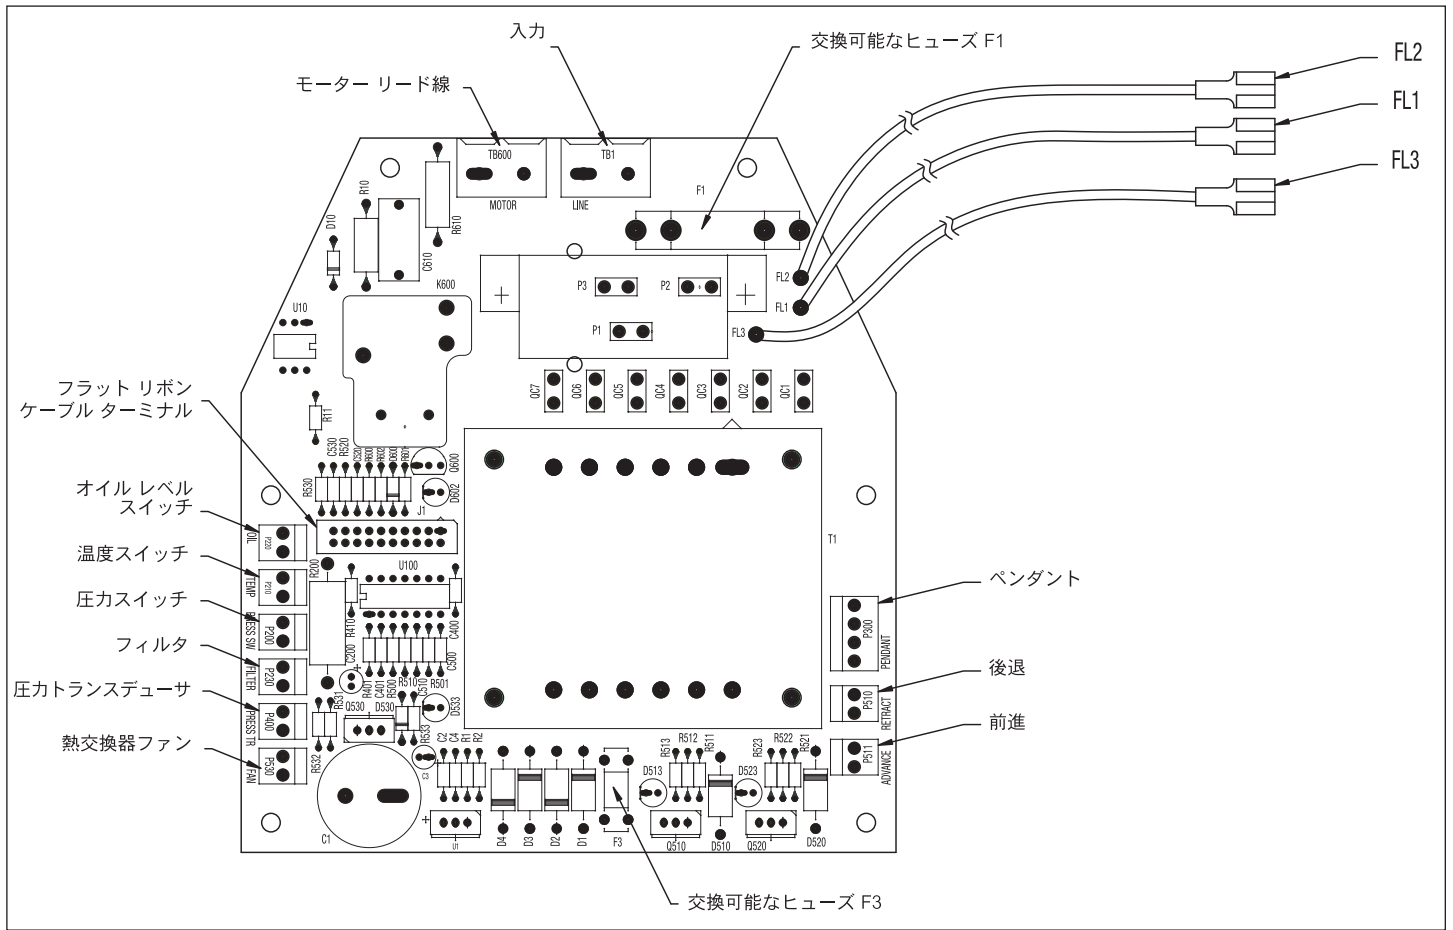 入力
交換可能なヒューズ F1
FL2
モーター リード線
FL1
FL3
TB600
TB1
MOTOR
LINE
F1
R10
D10
R610
C610
K600
U10
P3
P2
P1
FL2
FL1
FL3
QC7
QC6
QC5
QC4
QC3
QC2
QC1
フラット リボン
ケーブル ターミナル
R11
C530
R520
C520
R600
R602
D600
R601
Q600
R530
D602
J1
オイル レベル
スイッチ
OIL
P220
温度スイッチ
TEMP
P210
R200
U100
T1
圧力スイッチ
PRESS SW
P200
R410
C400
ペンダント
P300
PENDANT
フィルタ
FILTER
P230
C200
+
R401
C401
R500
R510
C510
R501
C500
圧力トランスデューサ
PRESS TR
P400
R531
Q530
D530
R533
D533
後退
P510
RETRACT
前進
P511
ADVANCE
熱交換器ファン
FAN
P530
R532
C3
C2
C4
R1
R2
D513
R513
R512
R511
D523
R523
R522
R521
C1
+
U1
D4
D3
D2
D1
F3
Q510
D510
Q520
D520
交換可能なヒューズ F3